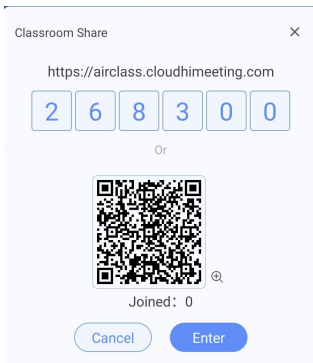 Classroom Share
https://airclass.cloudhimeeting.com
2 6 8 3 0 0
Or
Joined: 0
Cancel Enter